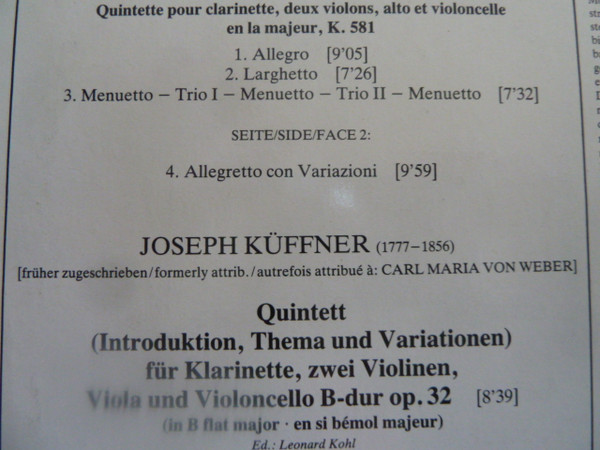 Quintette pour clarinette, deux violons, alto et violoncelle
en la majeur, K. 581
1. Allegro [9'05]
2. Larghetto [7'26]
3. Menuetto – Trio I – Menuetto – Trio II – Menuetto [7'32]
SEITE/SIDE/FACE 2:
4. Allegretto con Variazioni [9'59]
JOSEPH KÜFFNER (1777–1856)
[früher zugeschrieben/formerly attrib./autrefois attribué à: CARL MARIA VON WEBER]
Quintett
(Introduktion, Thema und Variationen)
für Klarinette, zwei Violinen,
Viola und Violoncello B-dur op. 32 [8'39]
(in B flat major · en si bémol majeur)
Ed.: Leonard Kohl